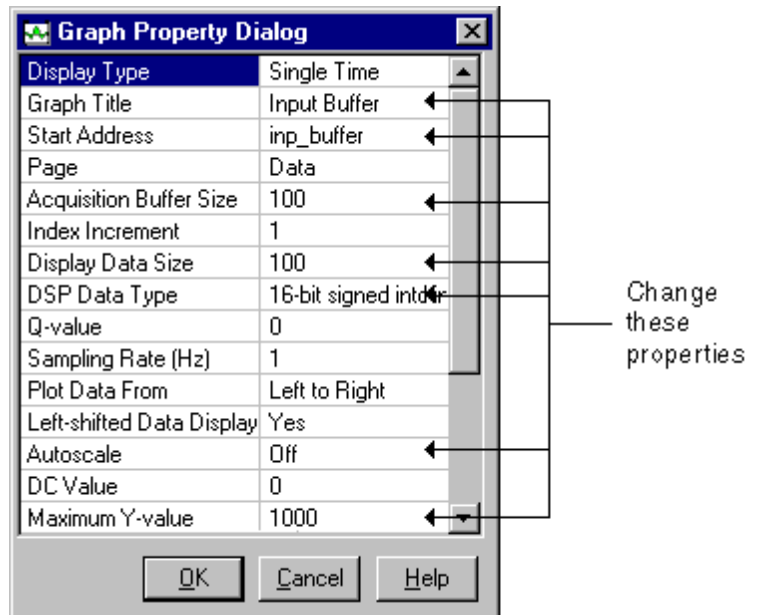 Graph Property Dialog
Display Type Single Time
Graph Title Input Buffer
Start Address inp_buffer
Page Data
Acquisition Buffer Size 100
Index Increment 1
Display Data Size 100
DSP Data Type 16-bit signed
Q-value 0
Sampling Rate (Hz) 1
Plot Data From Left to Right
Left-shifted Data Display Yes
Autoscale Off
DC Value 0
Maximum Y-value 1000
OK Cancel Help
Change
these
properties